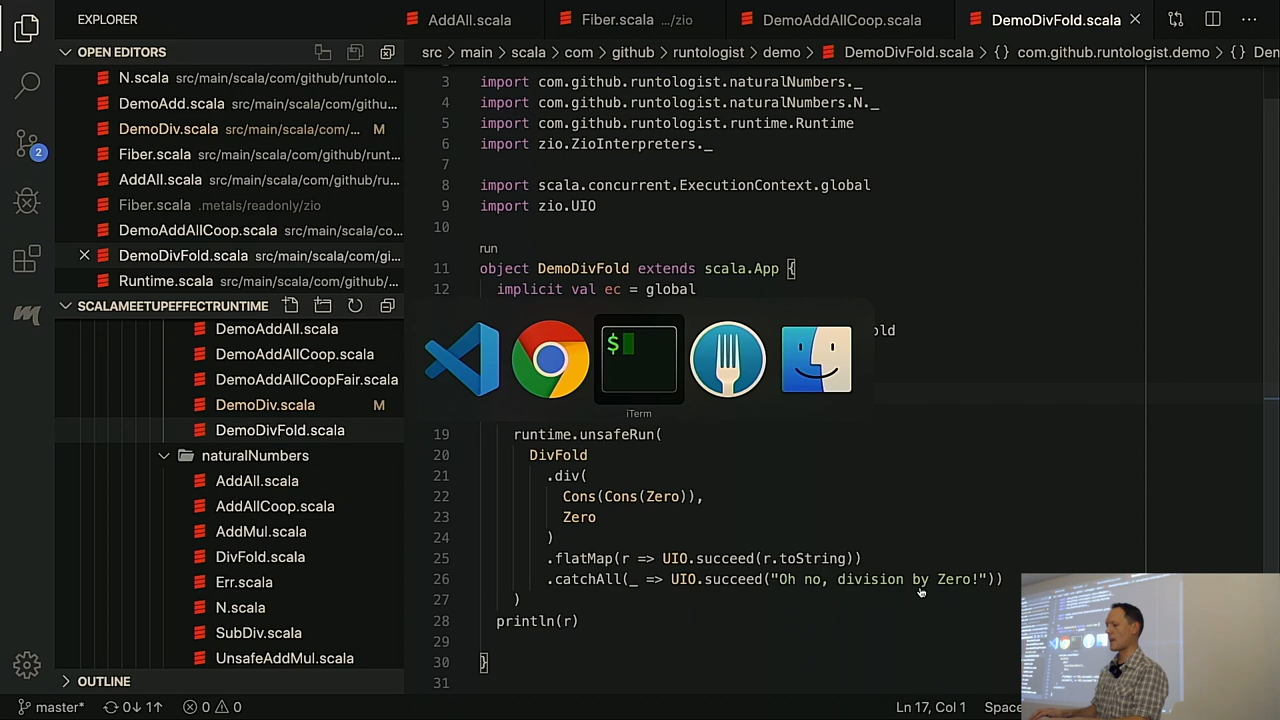 AddAll.scala
Fiber.scala …/zio
DemoAddAllCoop.scala
DemoDivFold.scala
EXPLORER
OPEN EDITORS
N.scala src/main/scala/com/github/runtolo…
DemoAdd.scala src/main/scala/com/githu…
DemoDiv.scala src/main/scala/com/… M
Fiber.scala src/main/scala/com/github/runt…
AddAll.scala src/main/scala/com/github/ru…
Fiber.scala .metals/readonly/zio
DemoAddAllCoop.scala src/main/scala/co…
DemoDivFold.scala src/main/scala/com/gi…
Runtime.scala src/main/scala/com/github/…
SCALAMEETUPEFFECTRUNTIME
DemoAddAll.scala
DemoAddAllCoop.scala
DemoAddAllCoopFair.scala
DemoDiv.scala M
DemoDivFold.scala
naturalNumbers
AddAll.scala
AddAllCoop.scala
AddMul.scala
DivFold.scala
Err.scala
N.scala
SubDiv.scala
UnsafeAddMul.scala
OUTLINE
src > main > scala > com > github > runtologist > demo > DemoDivFold.scala > {} com.github.runtologist.demo > {} Den
3 import com.github.runtologist.naturalNumbers._
4 import com.github.runtologist.naturalNumbers.N._
5 import com.github.runtologist.runtime.Runtime
6 import zio.ZioInterpreters._
7
8 import scala.concurrent.ExecutionContext.global
9 import zio.UIO
10
run
11 object DemoDivFold extends scala.App {
12 implicit val ec = global
old
$
iTerm
19 runtime.unsafeRun(
20 DivFold
21 .div(
22 Cons(Cons(Zero)),
23 Zero
24 )
25 .flatMap(r => UIO.succeed(r.toString))
26 .catchAll(_ => UIO.succeed("Oh no, division by Zero!"))
27 )
28 println(r)
29
30 }
31
2
master* 0↓ 1↑ 0 0
Ln 17, Col 1 Spaces